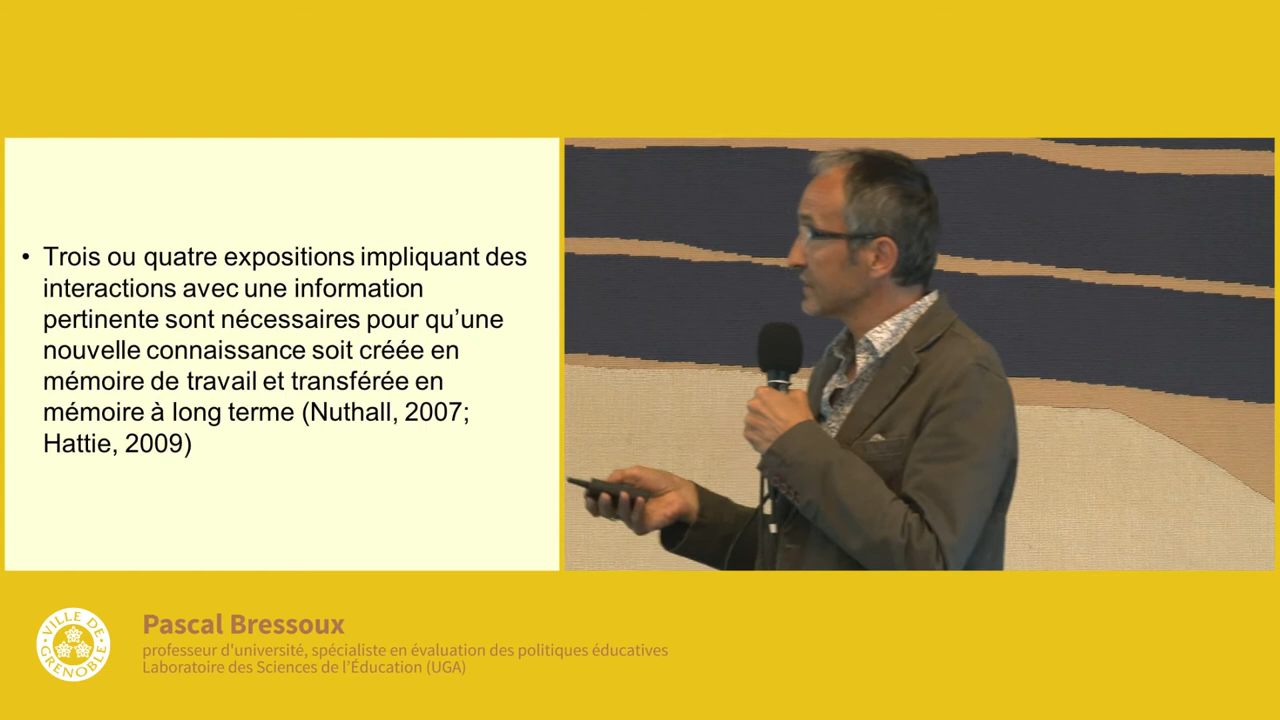 • Trois ou quatre expositions impliquant des
interactions avec une information
pertinente sont nécessaires pour qu’une
nouvelle connaissance soit créée en
mémoire de travail et transférée en
mémoire à long terme (Nuthall, 2007;
Hattie, 2009)
VILLE DE
GRENOBLE
Pascal Bressoux
professeur d'université, spécialiste en évaluation des politiques éducatives
Laboratoire des Sciences de l’Éducation (UGA)